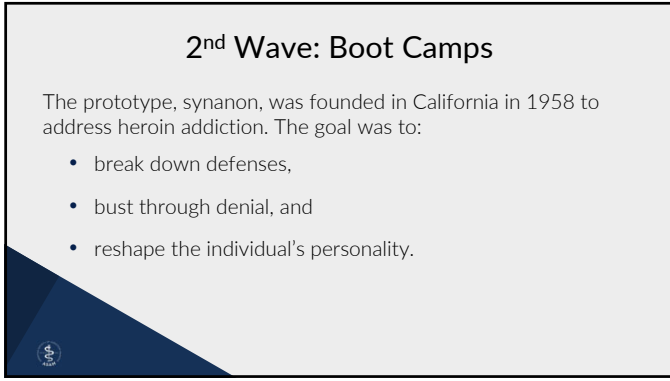 2nd Wave: Boot Camps
The prototype, synanon, was founded in California in 1958 to
address heroin addiction. The goal was to:
• break down defenses,
• bust through denial, and
• reshape the individual's personality.
ASAM